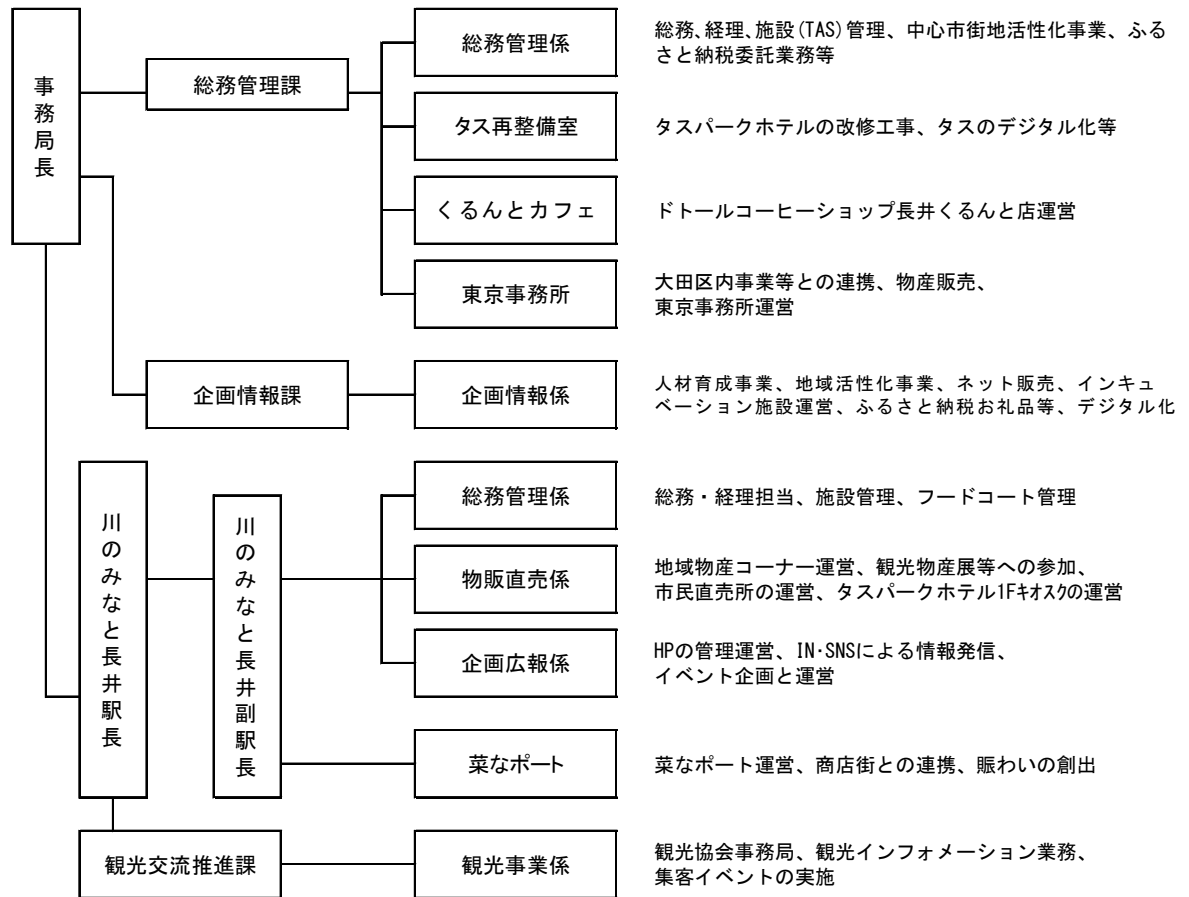 事務局長
総務管理課
総務管理係
総務、経理、施設(TAS)管理、中心市街地活性化事業、ふる
さと納税委託業務等
タス再整備室
タスパークホテルの改修工事、タスのデジタル化等
くるんとカフェ
ドトールコーヒーショップ長井くるんと店運営
東京事務所
大田区内事業等との連携、物産販売、
東京事務所運営
企画情報課
企画情報係
人材育成事業、地域活性化事業、ネット販売、インキュ
ベーション施設運営、ふるさと納税お礼品等、デジタル化
川のみなと長井駅長
川のみなと長井副駅長
総務管理係
総務・経理担当、施設管理、フードコート管理
物販直売係
地域物産コーナー運営、観光物産展等への参加、
市民直売所の運営、タスパークホテル1Fｷｵｽｸの運営
企画広報係
HPの管理運営、IN･SNSによる情報発信、
イベント企画と運営
菜なポート
菜なポート運営、商店街との連携、賑わいの創出
観光交流推進課
観光事業係
観光協会事務局、観光インフォメーション業務、
集客イベントの実施